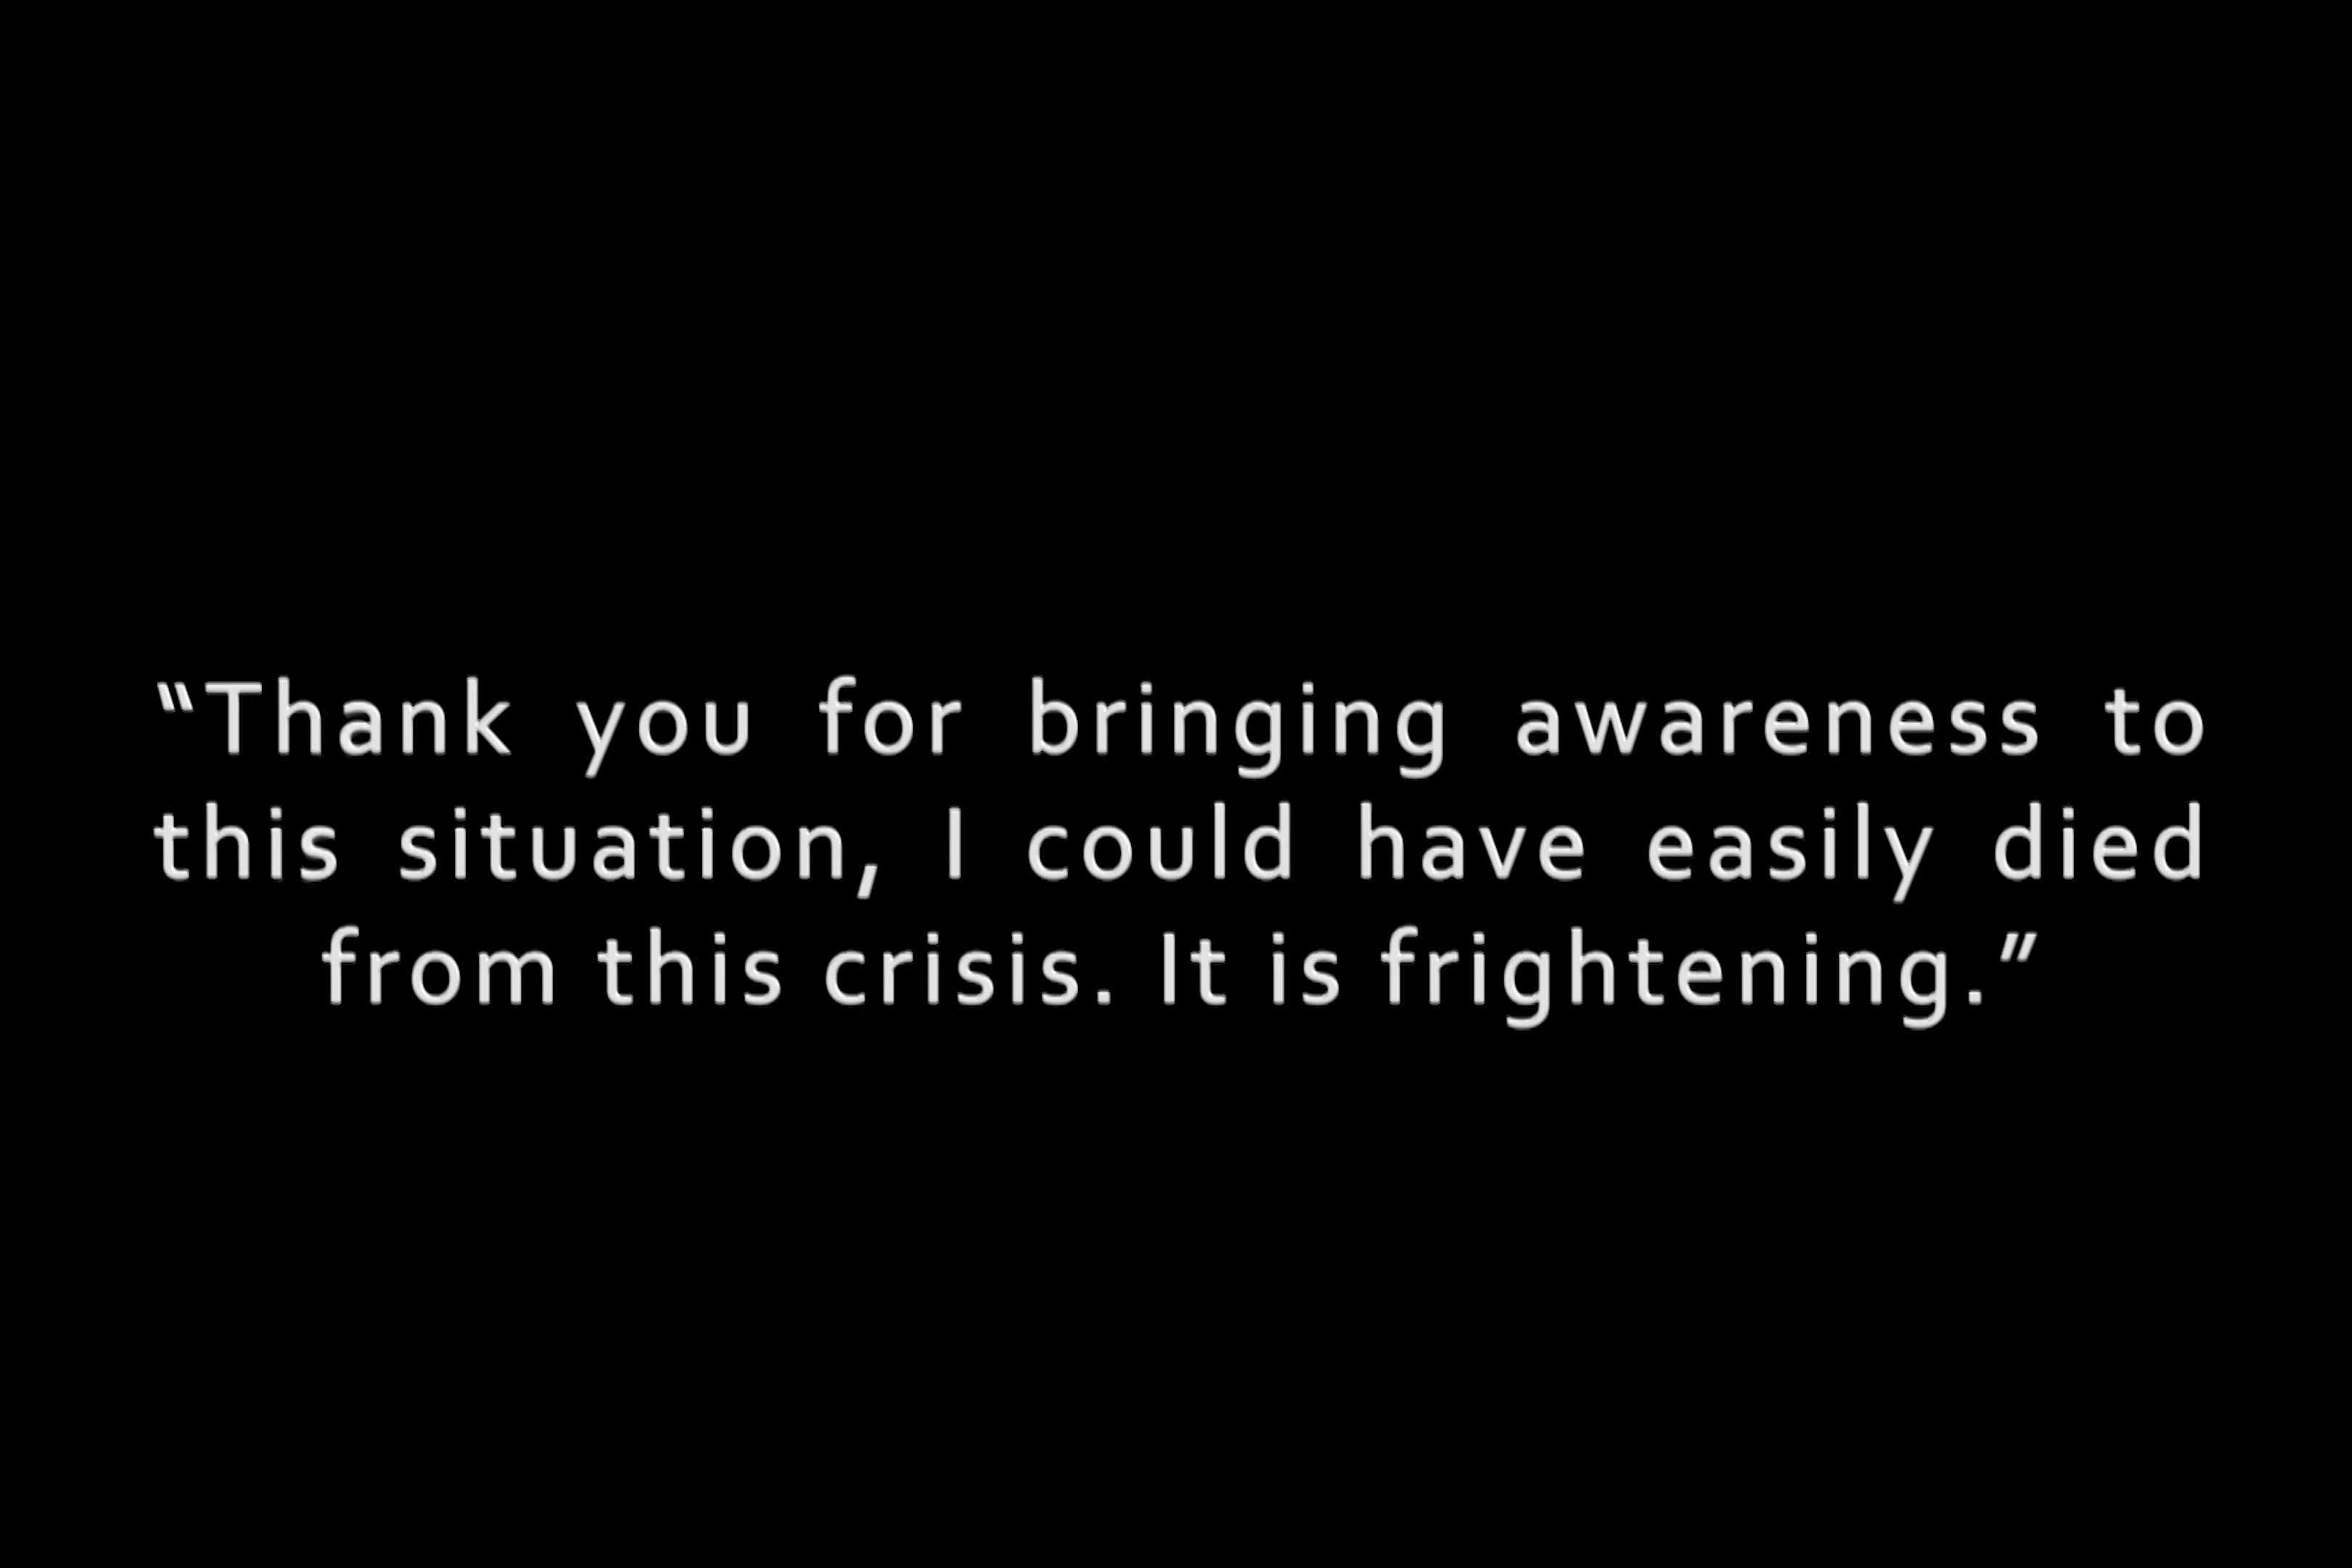 “Thank you for bringing awareness to
this situation, I could have easily died
from this crisis. It is frightening.”